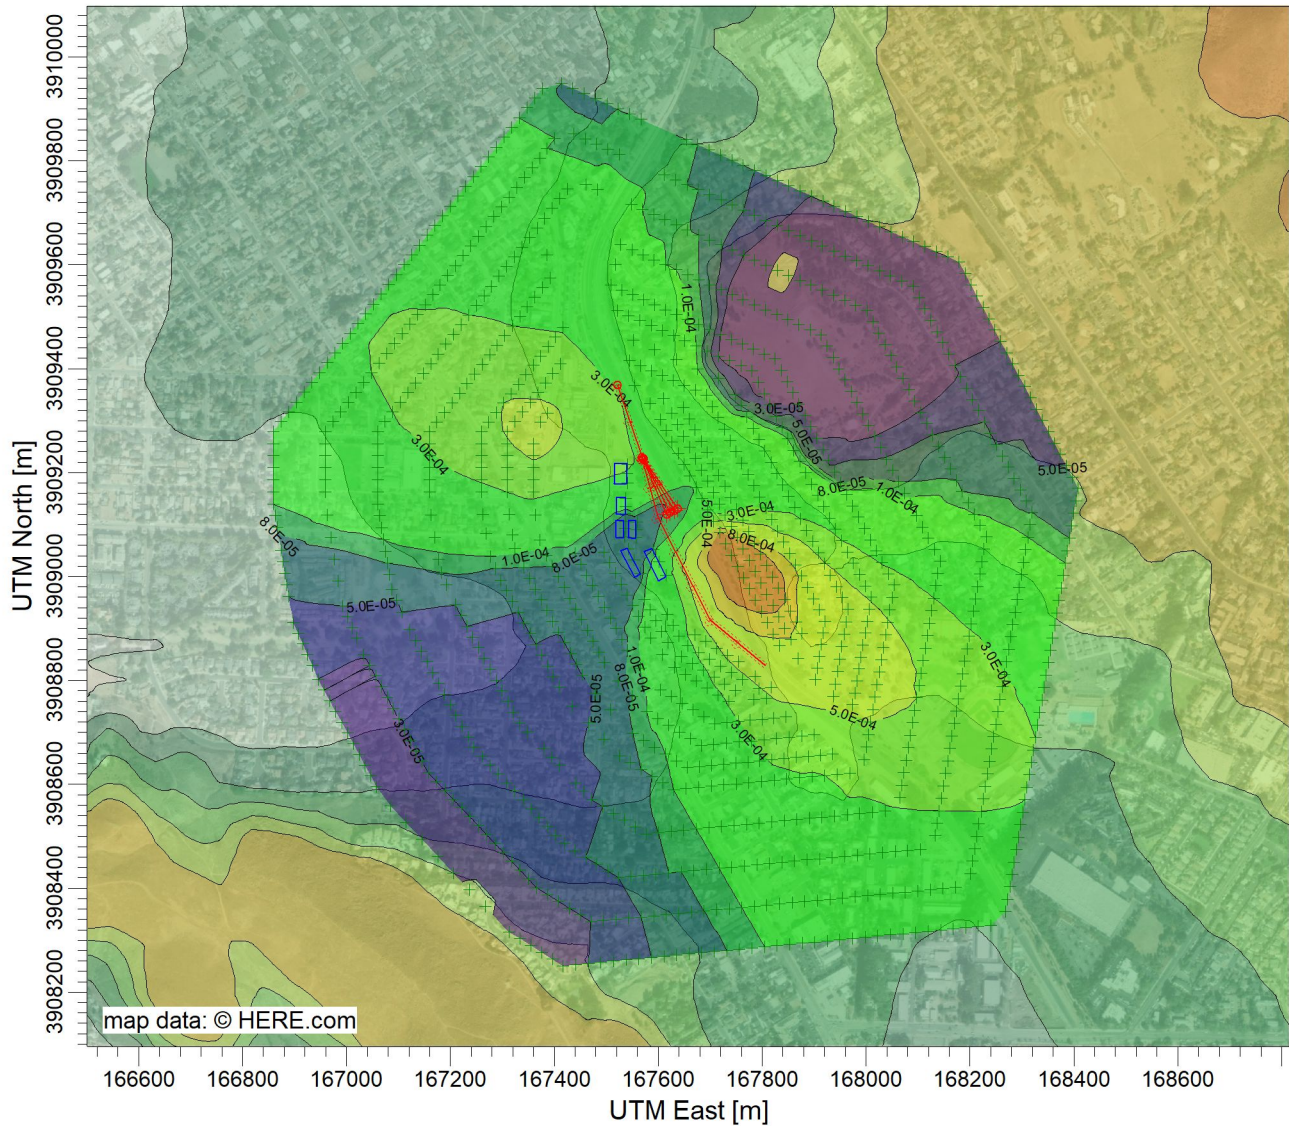 3910000
3909800
3909600
3909400
3909200
3909000
3908800
3908600
3908400
3908200
UTM North [m]
1.0E-04
3.0E-04
3.0E-05
3.0E-04
5.0E-05
5.0E-05
8.0E-05
1.0E-04
8.0E-05
5.0E-04
3.0E-04
8.0E-04
1.0E-04
8.0E-05
5.0E-05
3.0E-04
1.0E-04
8.0E-05
5.0E-05
5.0E-04
3.0E-05
3.0E-04
map data: © HERE.com
166600 166800 167000 167200 167400 167600 167800 168000 168200 168400 168600
UTM East [m]